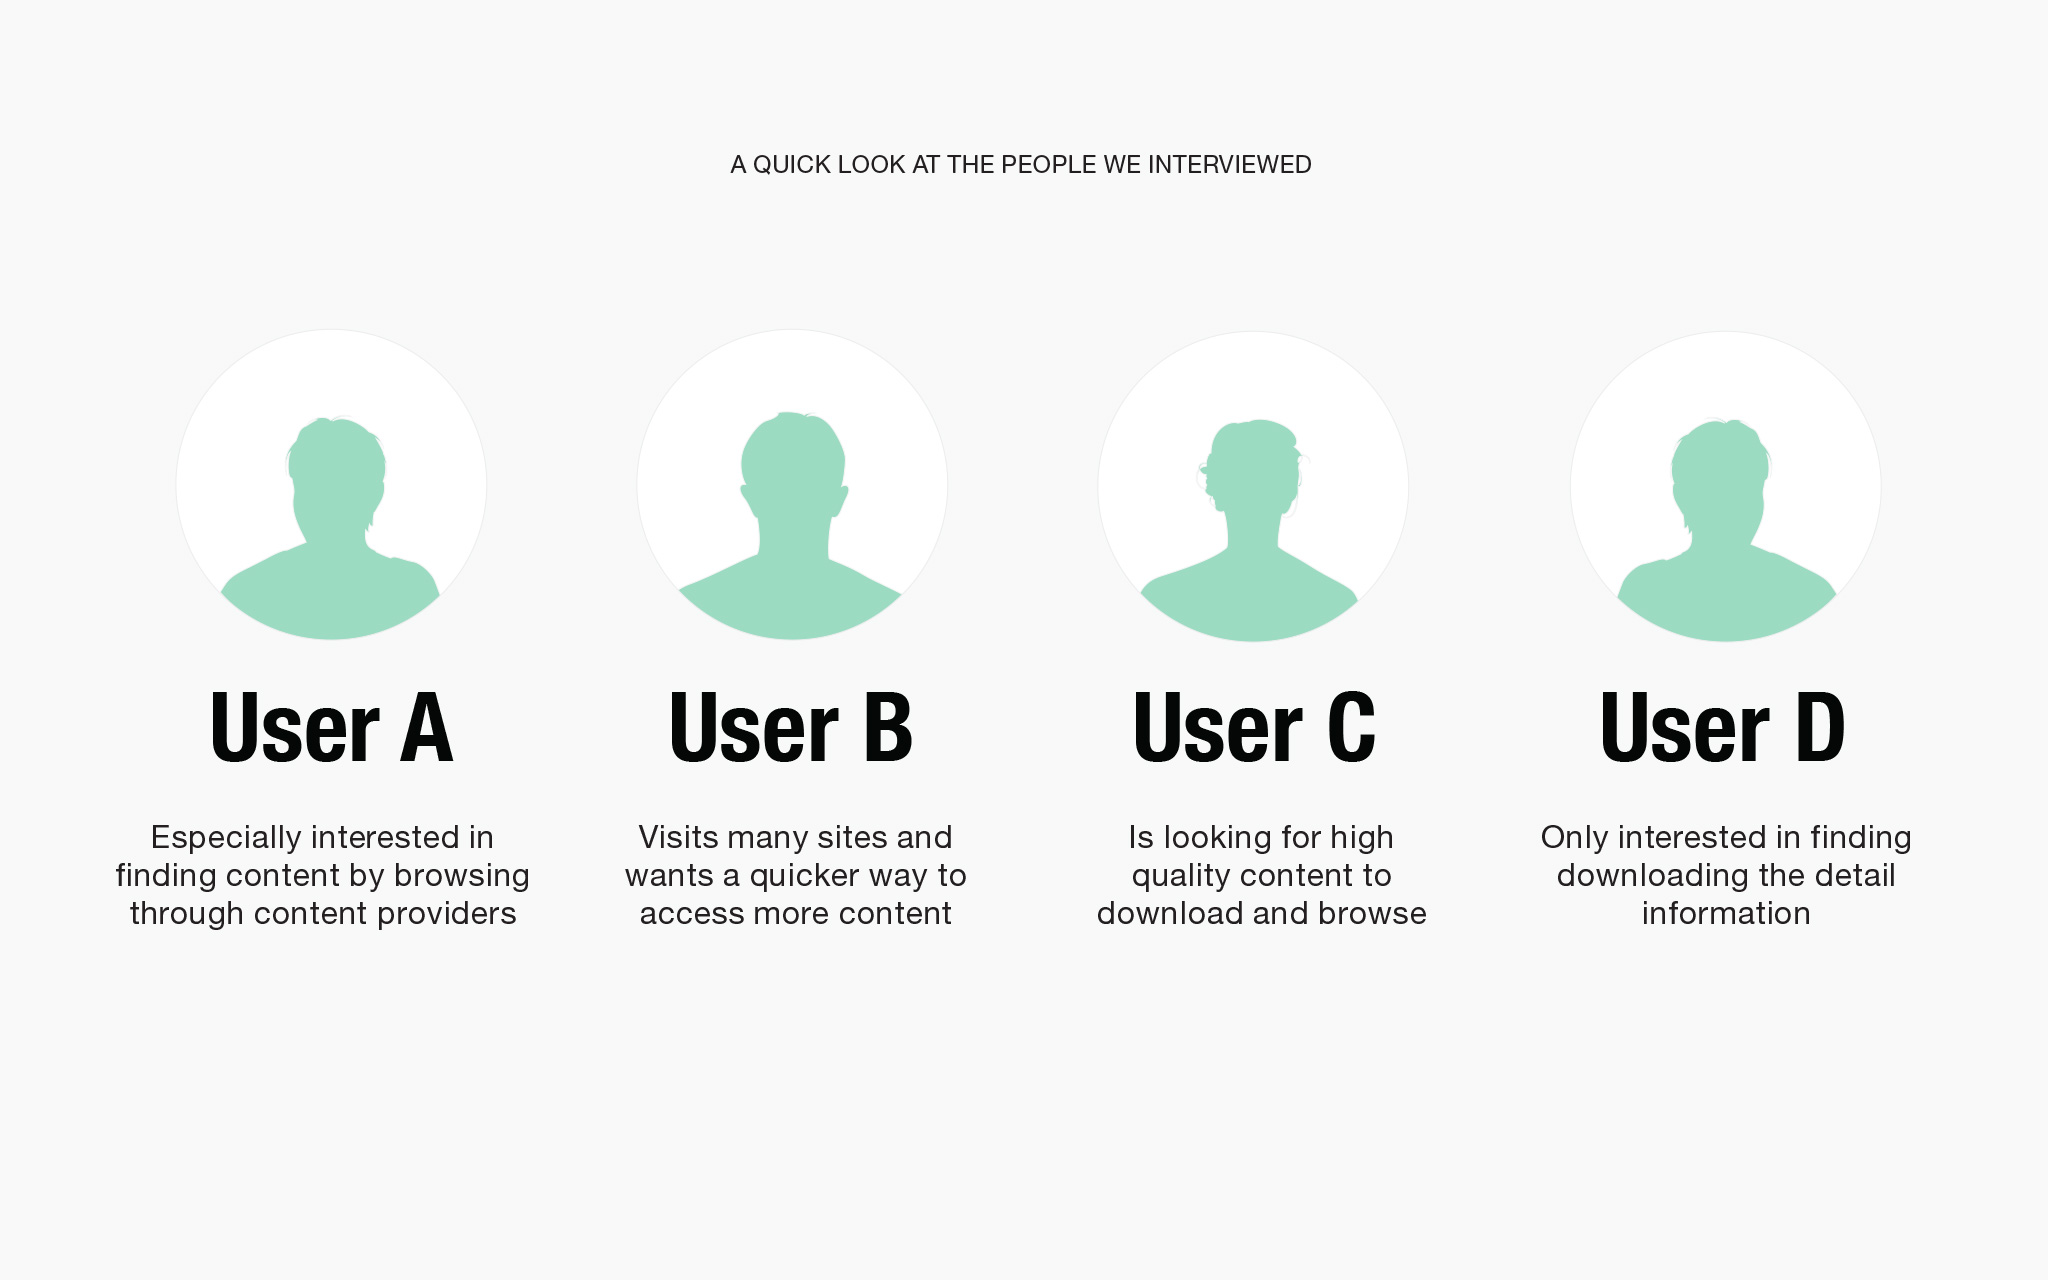 A QUICK LOOK AT THE PEOPLE WE INTERVIEWED
User A
Especially interested in
finding content by browsing
through content providers
User B
Visits many sites and
wants a quicker way to
access more content
User C
Is looking for high
quality content to
download and browse
User D
Only interested in finding
downloading the detail
information